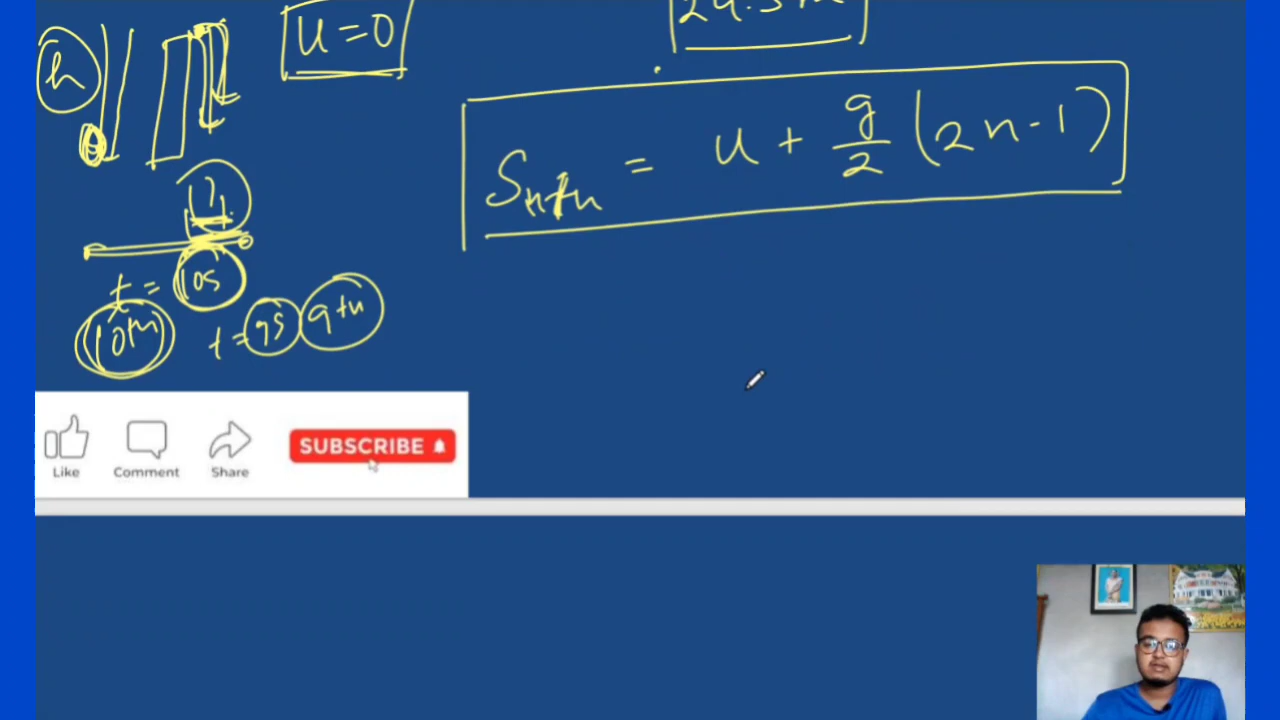 h
u = 0
S_nth = u + g/2 (2n-1)
h
t = 10s
10th t = 9s 9th
Like Comment Share SUBSCRIBE